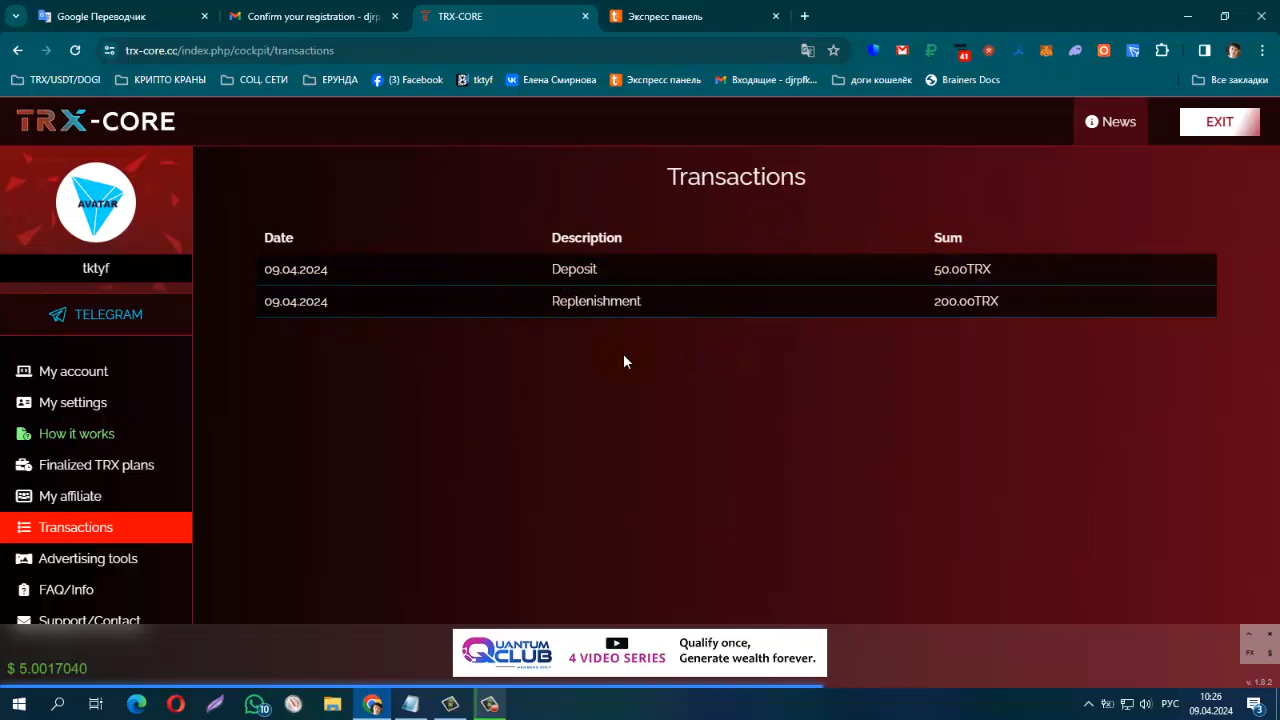 Google Переводчик
Confirm your registration - djrp
TRX-CORE
Экспресс панель
trx-core.cc/index.php/cockpit/transactions
41
TRX/USDT/DOGI
КРИПТО КРАНЫ
СОЦ. СЕТИ
ЕРУНДА
(3) Facebook
tktyf
Елена Смирнова
Экспресс панель
Входящие - djrpfk...
доги кошелёк
Brainers Docs
Все закладки
TRX-CORE
News
EXIT
AVATAR
tktyf
TELEGRAM
My account
My settings
How it works
Finalized TRX plans
My affiliate
Transactions
Advertising tools
FAQ/Info
Support/Contact
Transactions
Date Description Sum
09.04.2024 Deposit 50.00TRX
09.04.2024 Replenishment 200.00TRX
QUANTUM
CLUB
4 VIDEO SERIES
Qualify once,
Generate wealth forever.
$ 5.0017040
FX $
v. 1.8.2
10
РУС
10:26
09.04.2024
3